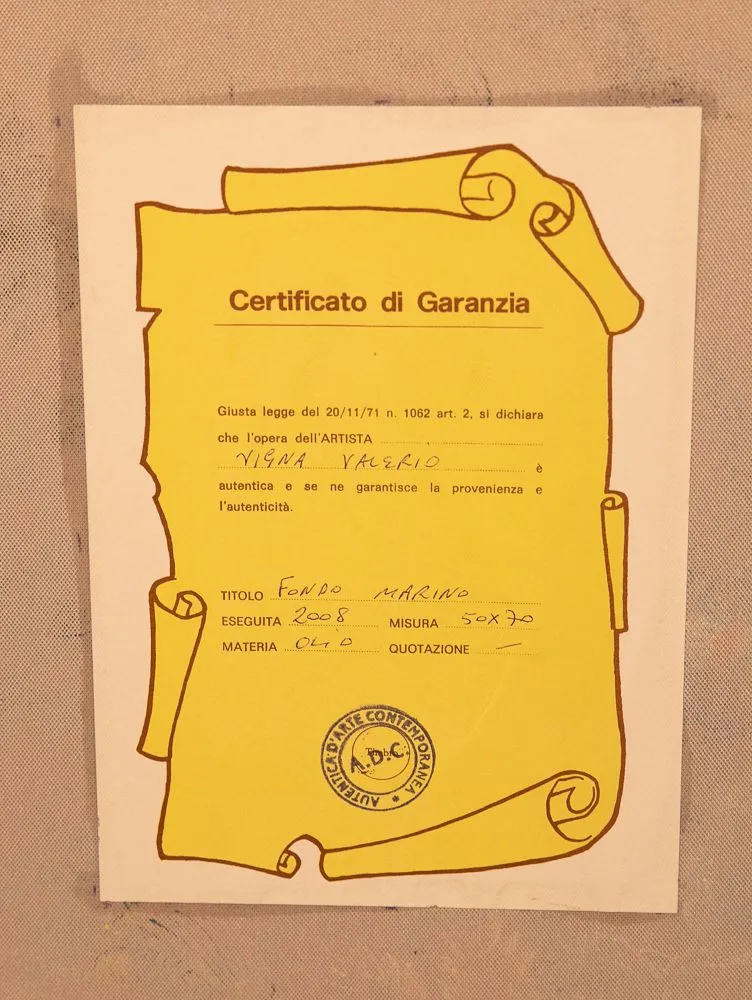 Certificato di Garanzia
Giusta legge del 20/11/71 n. 1062 art. 2, si dichiara
che l'opera dell'ARTISTA
VIGNA VALERIO è
autentica e se ne garantisce la provenienza e
l'autenticità.
TITOLO FONDO MARINO
ESEGUITA 2008 MISURA 50X70
MATERIA OLIO QUOTAZIONE —
AUTENTICA D'ARTE CONTEMPORANEA *
Timbro
A.D.C.